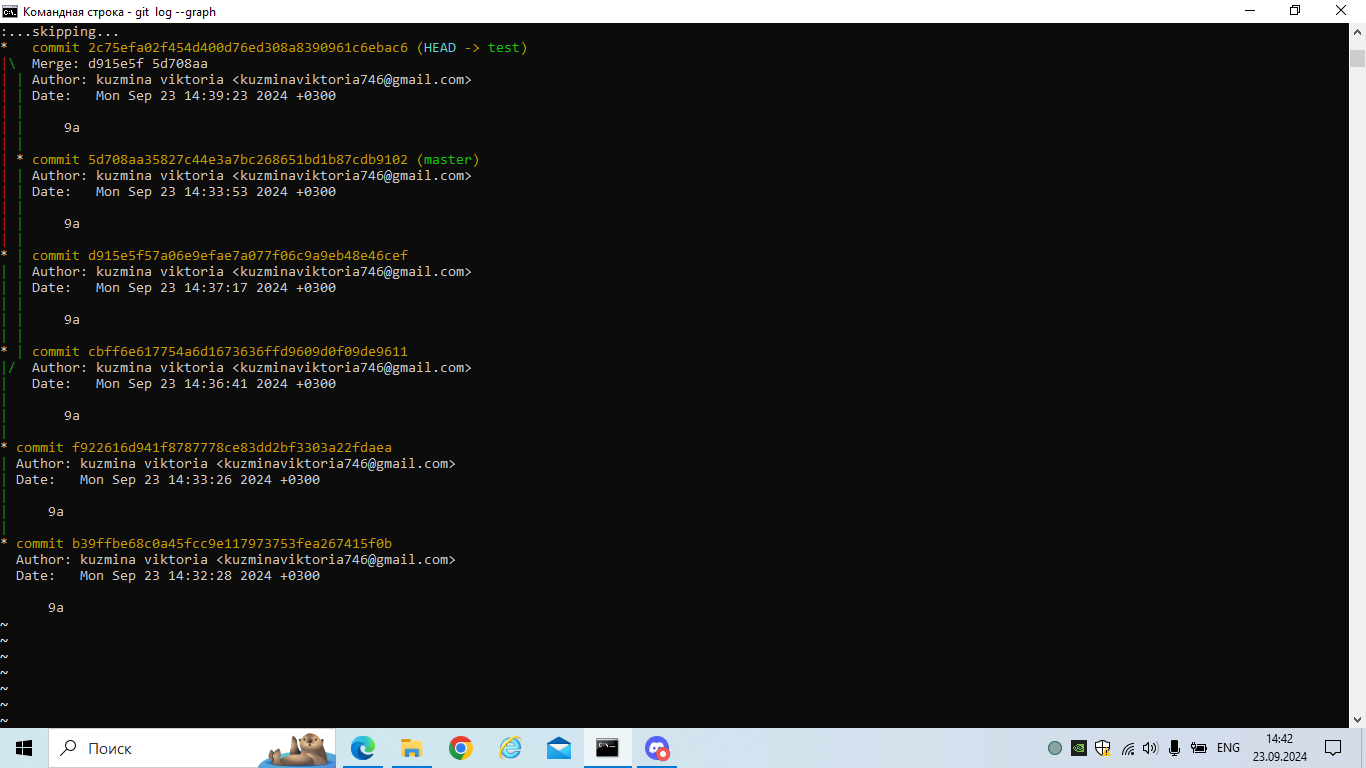 Командная строка - git log --graph
:...skipping...
*   commit 2c75efa02f454d400d76ed308a8390961c6ebac6 (HEAD -> test)
|\  Merge: d915e5f 5d708aa
| | Author: kuzmina viktoria <kuzminaviktoria746@gmail.com>
| | Date:   Mon Sep 23 14:39:23 2024 +0300
| |
| |     9a
| |
| * commit 5d708aa35827c44e3a7bc268651bd1b87cdb9102 (master)
| | Author: kuzmina viktoria <kuzminaviktoria746@gmail.com>
| | Date:   Mon Sep 23 14:33:53 2024 +0300
| |
| |     9a
| |
* | commit d915e5f57a06e9efae7a077f06c9a9eb48e46cef
| | Author: kuzmina viktoria <kuzminaviktoria746@gmail.com>
| | Date:   Mon Sep 23 14:37:17 2024 +0300
| |
| |     9a
| |
* | commit cbff6e617754a6d1673636ffd9609d0f09de9611
|/  Author: kuzmina viktoria <kuzminaviktoria746@gmail.com>
|   Date:   Mon Sep 23 14:36:41 2024 +0300
|
|       9a
|
* commit f922616d941f8787778ce83dd2bf3303a22fdaea
| Author: kuzmina viktoria <kuzminaviktoria746@gmail.com>
| Date:   Mon Sep 23 14:33:26 2024 +0300
|
|     9a
|
* commit b39ffbe68c0a45fcc9e117973753fea267415f0b
  Author: kuzmina viktoria <kuzminaviktoria746@gmail.com>
  Date:   Mon Sep 23 14:32:28 2024 +0300

      9a
~
~
~
~
~
~
~
Поиск
ENG
14:42
23.09.2024